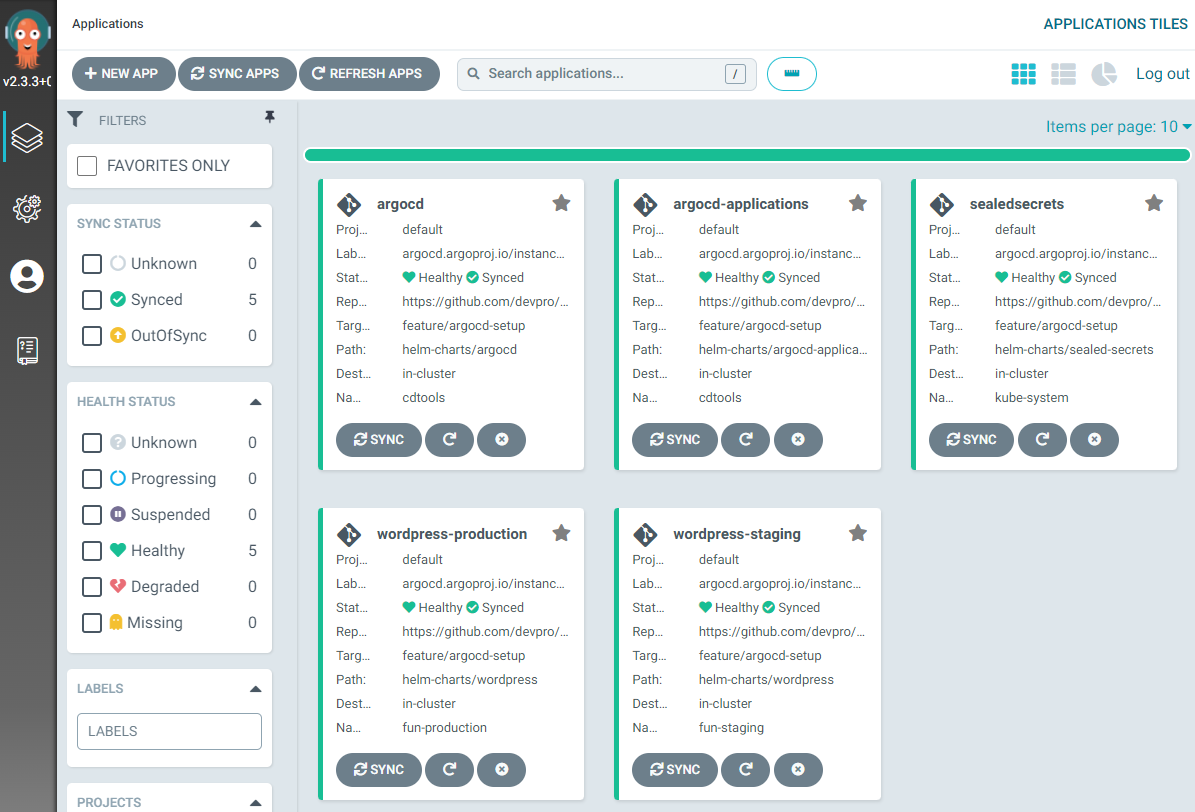 Applications
APPLICATIONS TILES
v2.3.3+0
NEW APP
SYNC APPS
REFRESH APPS
Search applications...
/
Log out
FILTERS
FAVORITES ONLY
SYNC STATUS
Unknown 0
Synced 5
OutOfSync 0
HEALTH STATUS
Unknown 0
Progressing 0
Suspended 0
Healthy 5
Degraded 0
Missing 0
LABELS
LABELS
PROJECTS
Items per page: 10
argocd
Proj... default
Lab... argocd.argoproj.io/instanc...
Stat... Healthy Synced
Rep... https://github.com/devpro/...
Targ... feature/argocd-setup
Path: helm-charts/argocd
Dest... in-cluster
Na... cdtools
SYNC
argocd-applications
Proj... default
Lab... argocd.argoproj.io/instanc...
Stat... Healthy Synced
Rep... https://github.com/devpro/...
Targ... feature/argocd-setup
Path: helm-charts/argocd-applica...
Dest... in-cluster
Na... cdtools
SYNC
sealedsecrets
Proj... default
Lab... argocd.argoproj.io/instanc...
Stat... Healthy Synced
Rep... https://github.com/devpro/...
Targ... feature/argocd-setup
Path: helm-charts/sealed-secrets
Dest... in-cluster
Na... kube-system
SYNC
wordpress-production
Proj... default
Lab... argocd.argoproj.io/instanc...
Stat... Healthy Synced
Rep... https://github.com/devpro/...
Targ... feature/argocd-setup
Path: helm-charts/wordpress
Dest... in-cluster
Na... fun-production
SYNC
wordpress-staging
Proj... default
Lab... argocd.argoproj.io/instanc...
Stat... Healthy Synced
Rep... https://github.com/devpro/...
Targ... feature/argocd-setup
Path: helm-charts/wordpress
Dest... in-cluster
Na... fun-staging
SYNC